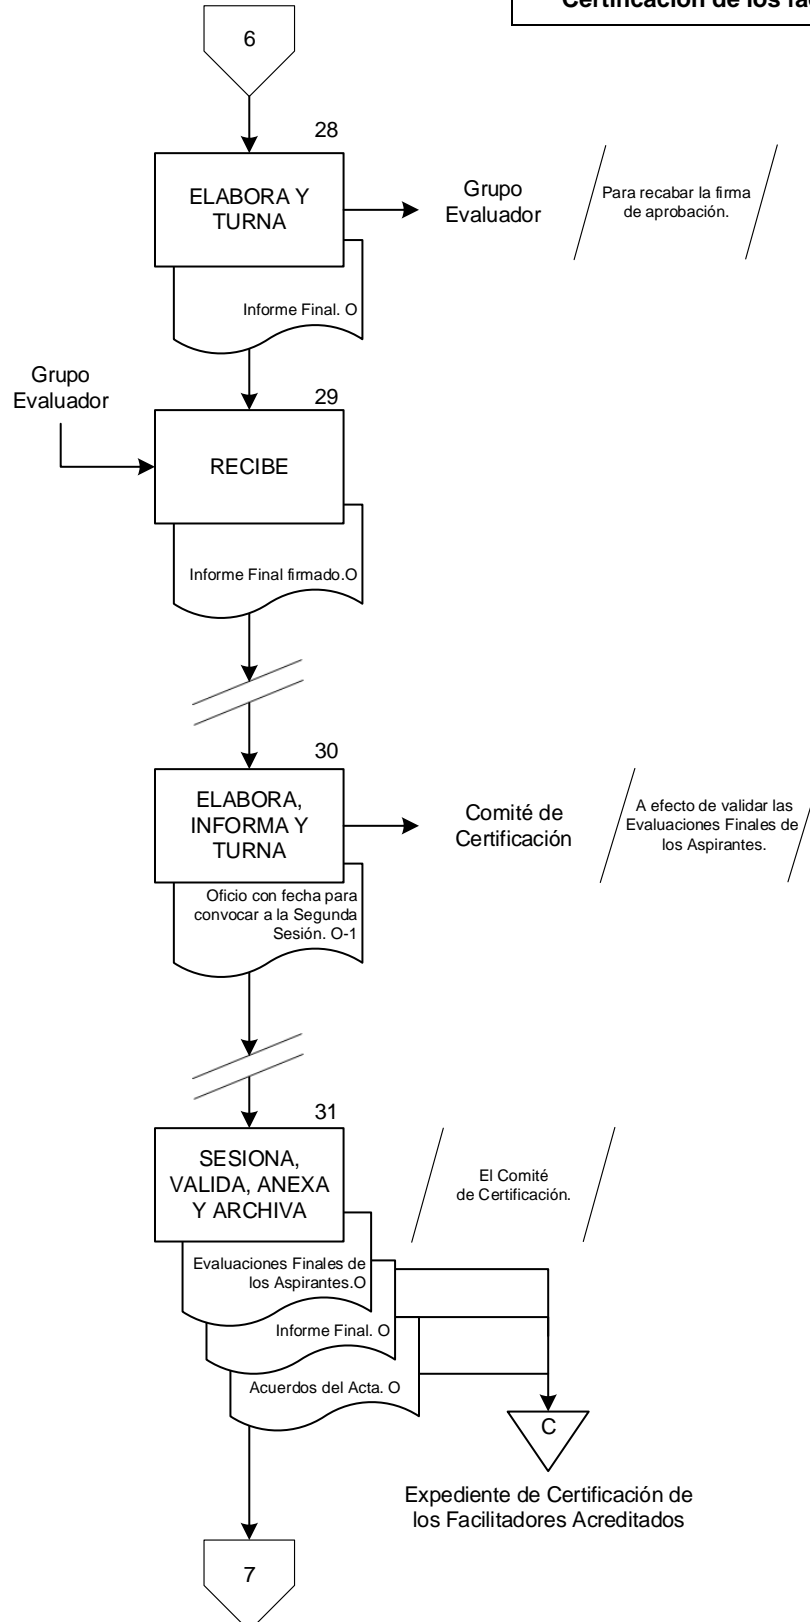 Certificación de los
6
28
ELABORA Y
TURNA
Grupo
Evaluador
Para recabar la firma
de aprobación.
Informe Final. O
Grupo
Evaluador
29
RECIBE
Informe Final firmado.O
30
ELABORA,
INFORMA Y
TURNA
Comité de
Certificación
A efecto de validar las
Evaluaciones Finales de
los Aspirantes.
Oficio con fecha para
convocar a la Segunda
Sesión. O-1
31
SESIONA,
VALIDA, ANEXA
Y ARCHIVA
El Comité
de Certificación.
Evaluaciones Finales de
los Aspirantes.O
Informe Final. O
Acuerdos del Acta. O
C
Expediente de Certificación de
los Facilitadores Acreditados
7